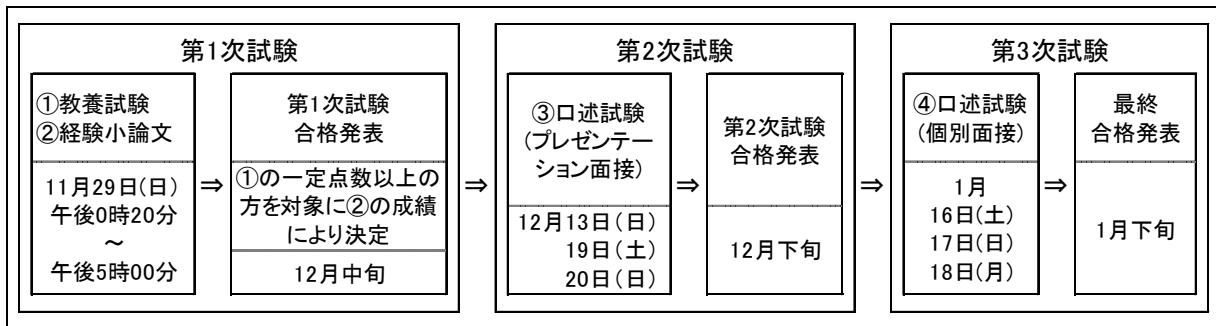 第1次試験
①教養試験
②経験小論文
11月29日(日)
午後0時20分
～
午後5時00分
⇒
第1次試験
合格発表
①の一定点数以上の
方を対象に②の成績
により決定
12月中旬
⇒
第2次試験
③口述試験
(プレゼンテー
ション面接)
12月13日(日)
19日(土)
20日(日)
⇒
第2次試験
合格発表
12月下旬
⇒
第3次試験
④口述試験
(個別面接)
1月
16日(土)
17日(日)
18日(月)
⇒
最終
合格発表
1月下旬